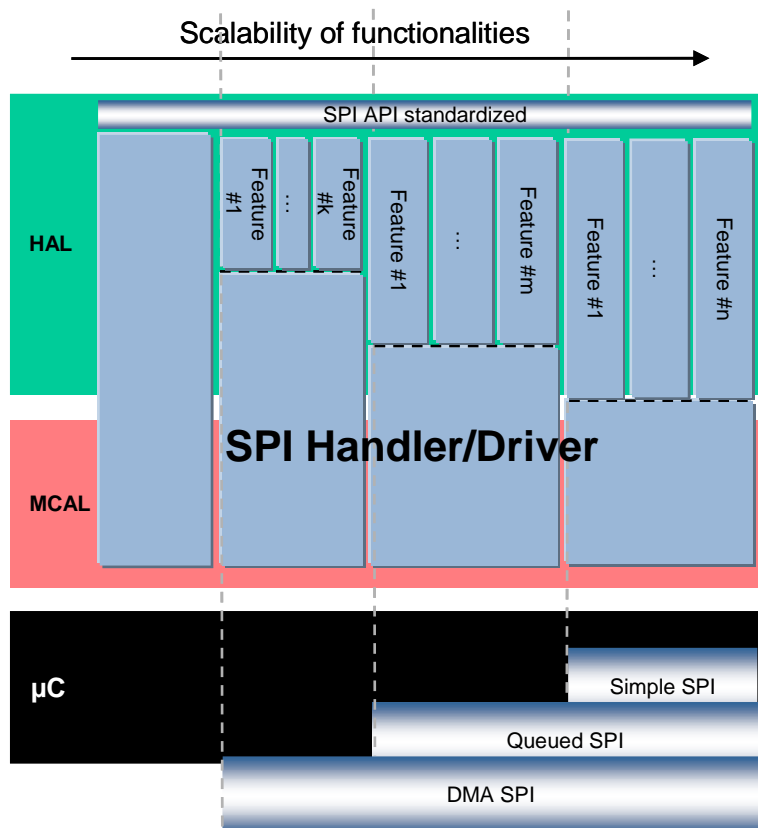 Scalability of functionalities
SPI API standardized
HAL
Feature
#1
…
Feature
#k
Feature #1
…
Feature #m
Feature #1
…
Feature #n
SPI Handler/Driver
MCAL
µC
Simple SPI
Queued SPI
DMA SPI